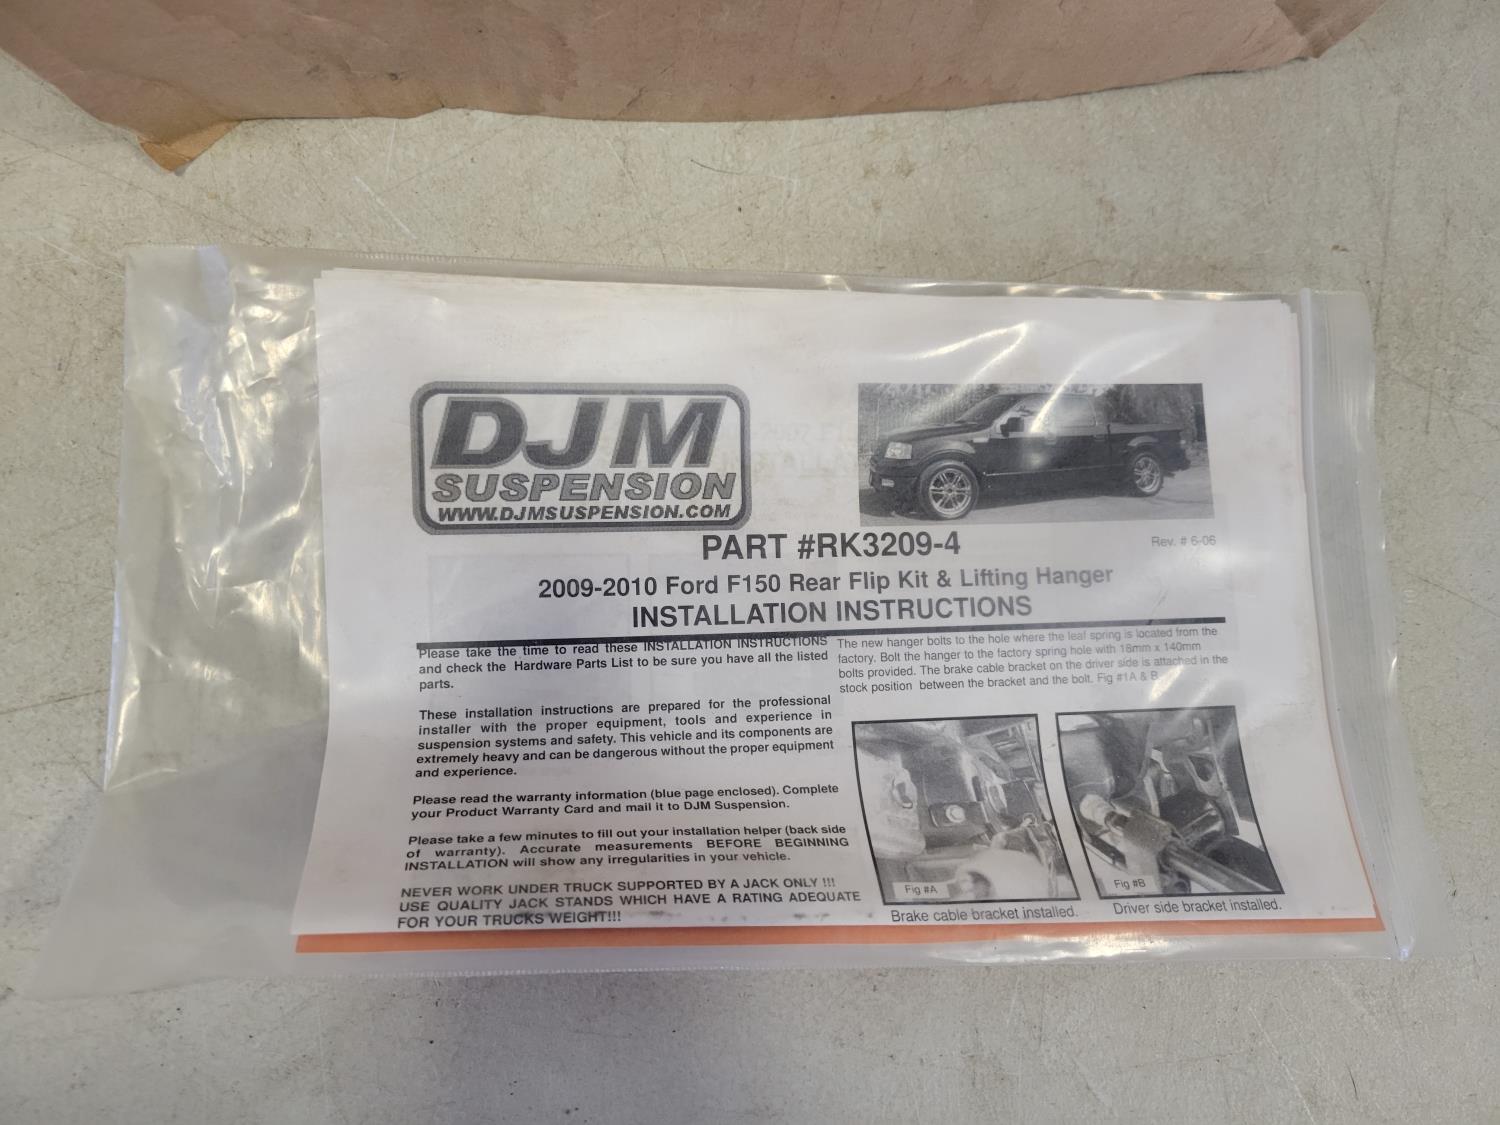 DJM
SUSPENSION
WWW.DJMSUSPENSION.COM
PART #RK3209-4
Rev. # 6-06
2009-2010 Ford F150 Rear Flip Kit & Lifting Hanger
INSTALLATION INSTRUCTIONS
Please take the time to read these INSTALLATION INSTRUCTIONS
and check the Hardware Parts List to be sure you have all the listed
parts.
These installation instructions are prepared for the professional
installer with the proper equipment, tools and experience in
suspension systems and safety. This vehicle and its components are
extremely heavy and can be dangerous without the proper equipment
and experience.
Please read the warranty information (blue page enclosed). Complete
your Product Warranty Card and mail it to DJM Suspension.
Please take a few minutes to fill out your installation helper (back side
of warranty). Accurate measurements BEFORE BEGINNING
INSTALLATION will show any irregularities in your vehicle.
NEVER WORK UNDER TRUCK SUPPORTED BY A JACK ONLY !!!
USE QUALITY JACK STANDS WHICH HAVE A RATING ADEQUATE
FOR YOUR TRUCKS WEIGHT!!!
The new hanger bolts to the hole where the leaf spring is located from the
factory. Bolt the hanger to the factory spring hole with 18mm x 140mm
bolts provided. The brake cable bracket on the driver side is attached in the
stock position between the bracket and the bolt. Fig #1A & B
Fig #A
Brake cable bracket installed.
Fig #B
Driver side bracket installed.